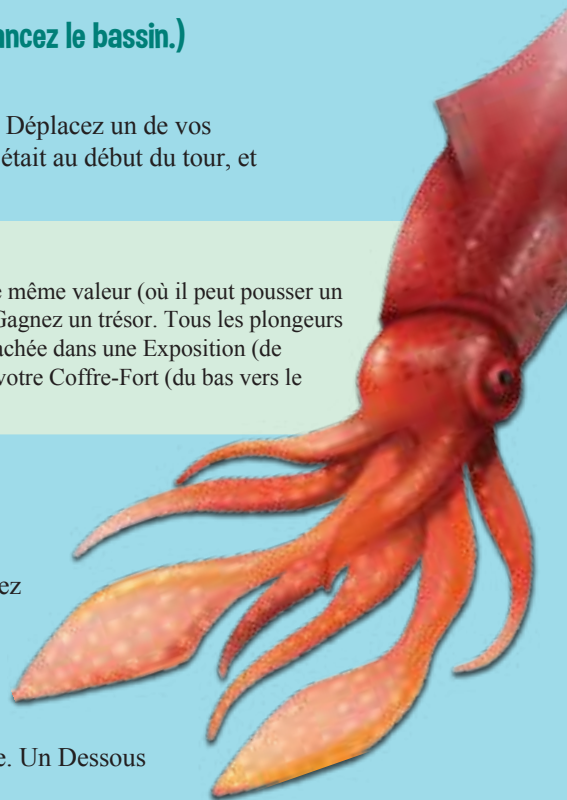 ncez le bassin.)
Déplacez un de vos
était au début du tour, et
e même valeur (où il peut pousser un
Gagnez un trésor. Tous les plongeurs
achée dans une Exposition (de
votre Coffre-Fort (du bas vers le
ez
e. Un Dessous